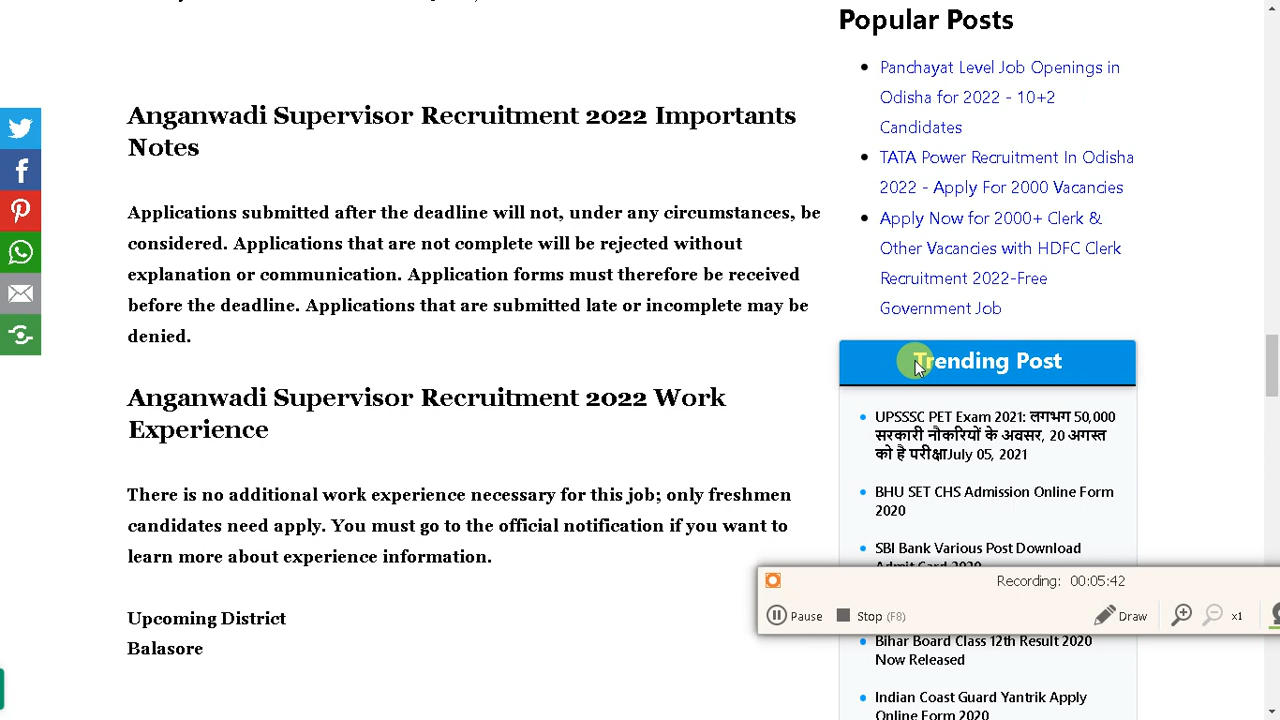 Anganwadi Supervisor Recruitment 2022 Importants
Notes
Applications submitted after the deadline will not, under any circumstances, be
considered. Applications that are not complete will be rejected without
explanation or communication. Application forms must therefore be received
before the deadline. Applications that are submitted late or incomplete may be
denied.
Anganwadi Supervisor Recruitment 2022 Work
Experience
There is no additional work experience necessary for this job; only freshmen
candidates need apply. You must go to the official notification if you want to
learn more about experience information.
Upcoming District
Balasore
Popular Posts
Panchayat Level Job Openings in
Odisha for 2022 - 10+2
Candidates
TATA Power Recruitment In Odisha
2022 - Apply For 2000 Vacancies
Apply Now for 2000+ Clerk &
Other Vacancies with HDFC Clerk
Recruitment 2022-Free
Government Job
Trending Post
UPSSSC PET Exam 2021: लगभग 50,000
सरकारी नौकरियों के अवसर, 20 अगस्त
को है परीक्षाJuly 05, 2021
BHU SET CHS Admission Online Form
2020
SBI Bank Various Post Download
Admit Card 2020
Recording: 00:05:42
Pause
Stop (F8)
Draw
x1
Bihar Board Class 12th Result 2020
Now Released
Indian Coast Guard Yantrik Apply
Online Form 2020